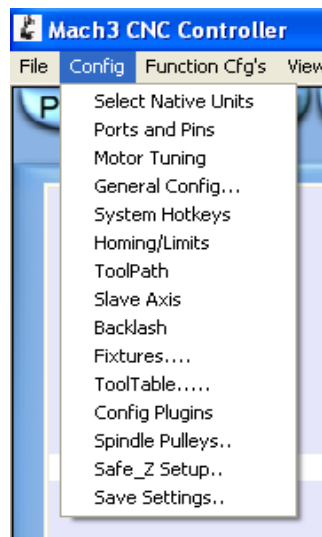 Mach3 CNC Controller
File Config Function Cfg's View
P
Select Native Units
Ports and Pins
Motor Tuning
General Config...
System Hotkeys
Homing/Limits
ToolPath
Slave Axis
Backlash
Fixtures....
ToolTable.....
Config Plugins
Spindle Pulleys..
Safe_Z Setup..
Save Settings..